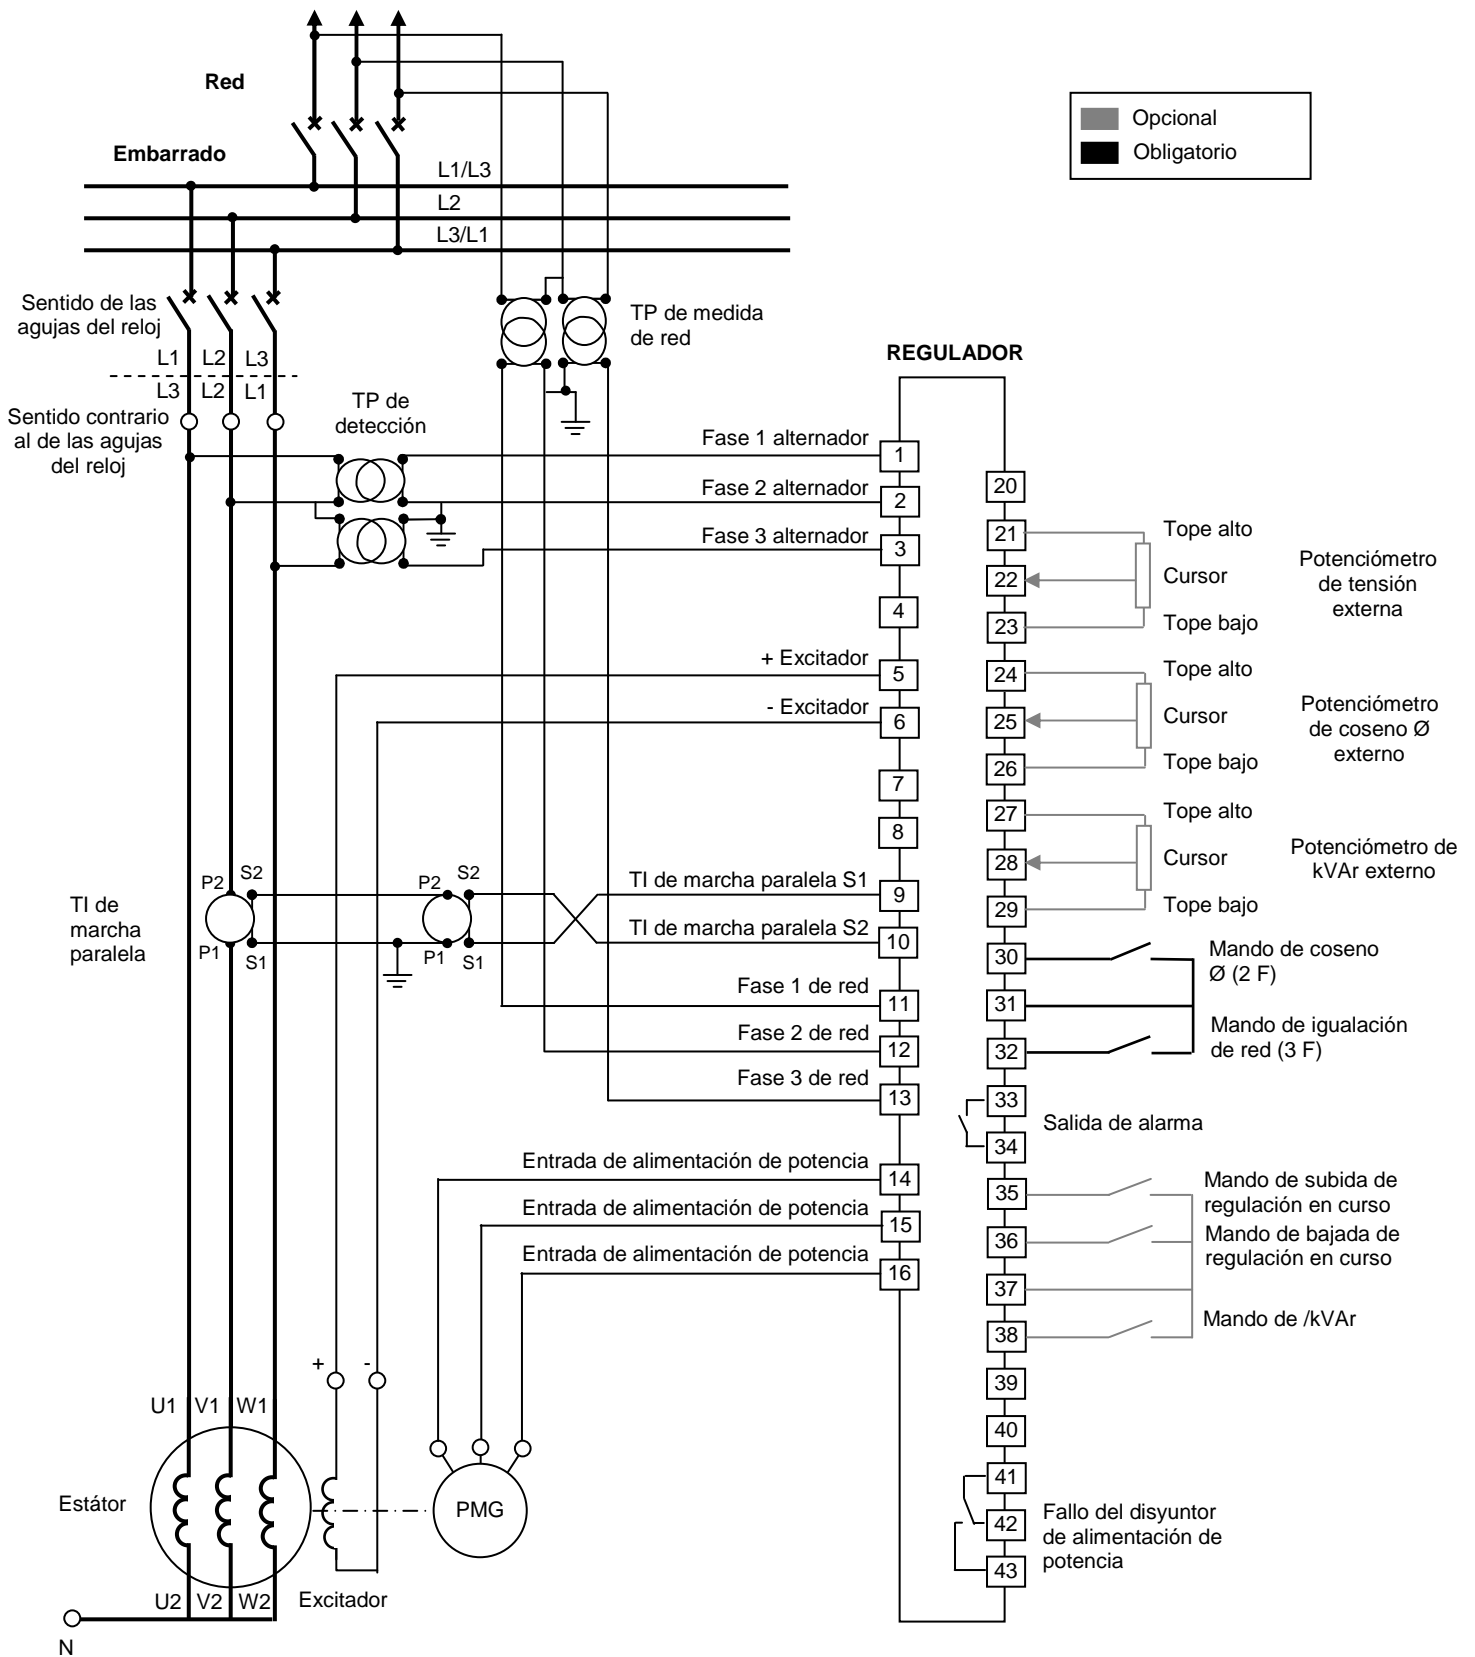 Red
Opcional
Obligatorio
Embarrado
L1/L3
L2
L3/L1
Sentido de las
agujas del reloj
L1 L2 L3
L3 L2 L1
Sentido contrario
al de las agujas
del reloj
TP de medida
de red
TP de
detección
REGULADOR
Fase 1 alternador
1
Fase 2 alternador
2
Fase 3 alternador
3
4
+ Excitador
5
- Excitador
6
7
8
TI de
marcha
paralela
P2
S2
P1
S1
P2
S2
P1
S1
TI de marcha paralela S1
9
TI de marcha paralela S2
10
Fase 1 de red
11
Fase 2 de red
12
Fase 3 de red
13
Entrada de alimentación de potencia
14
Entrada de alimentación de potencia
15
Entrada de alimentación de potencia
16
20
21
Tope alto
22
Cursor
23
Tope bajo
Potenciómetro
de tensión
externa
24
Tope alto
25
Cursor
26
Tope bajo
Potenciómetro
de coseno Ø
externo
27
Tope alto
28
Cursor
29
Tope bajo
Potenciómetro de
kVAr externo
30
Mando de coseno
Ø (2 F)
31
32
Mando de igualación
de red (3 F)
33
34
Salida de alarma
35
Mando de subida de
regulación en curso
36
Mando de bajada de
regulación en curso
37
38
Mando de /kVAr
39
40
41
42
43
Fallo del disyuntor
de alimentación de
potencia
+ -
U1 V1 W1
Estátor
PMG
U2 V2 W2
Excitador
N